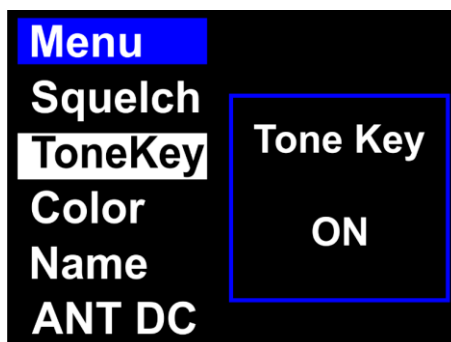 Menu
Squelch
ToneKey
Color
Name
ANT DC
Tone Key
ON